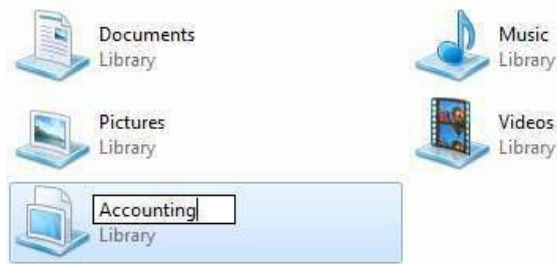 Documents
Library
Music
Library
Pictures
Library
Videos
Library
Accounting
Library